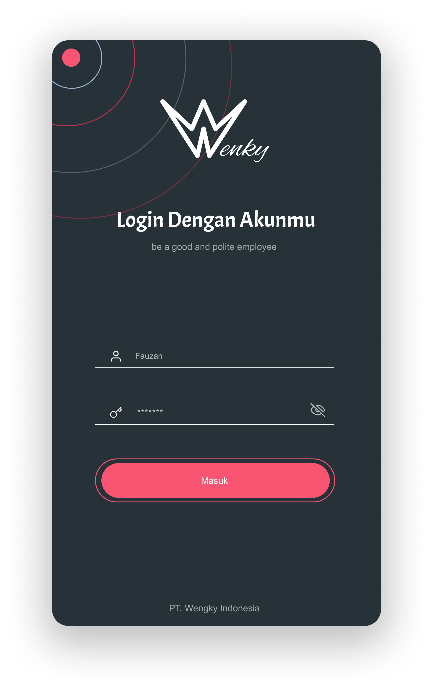 Wenky
Login Dengan Akunmu
be a good and polite employee
Fauzan
*******
Masuk
PT. Wengky Indonesia